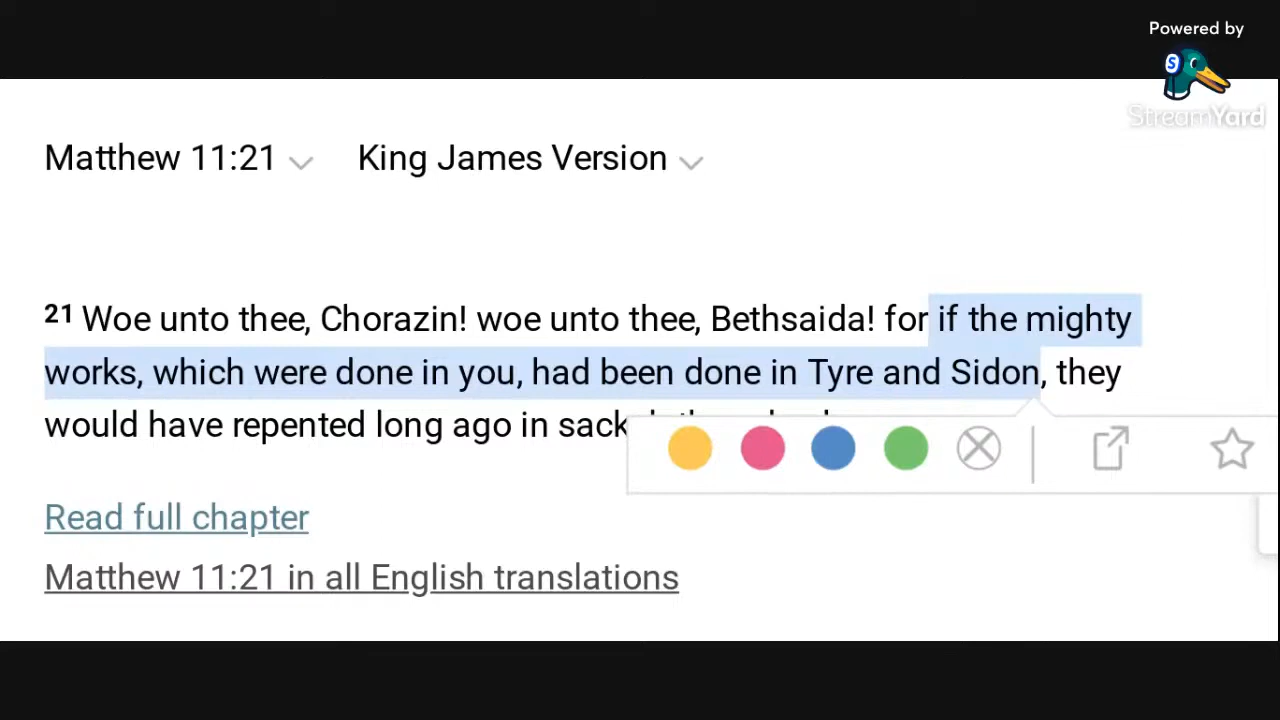 Powered by
StreamYard
Matthew 11:21 King James Version
21 Woe unto thee, Chorazin! woe unto thee, Bethsaida! for if the mighty
works, which were done in you, had been done in Tyre and Sidon, they
would have repented long ago in
Read full chapter
Matthew 11:21 in all English translations